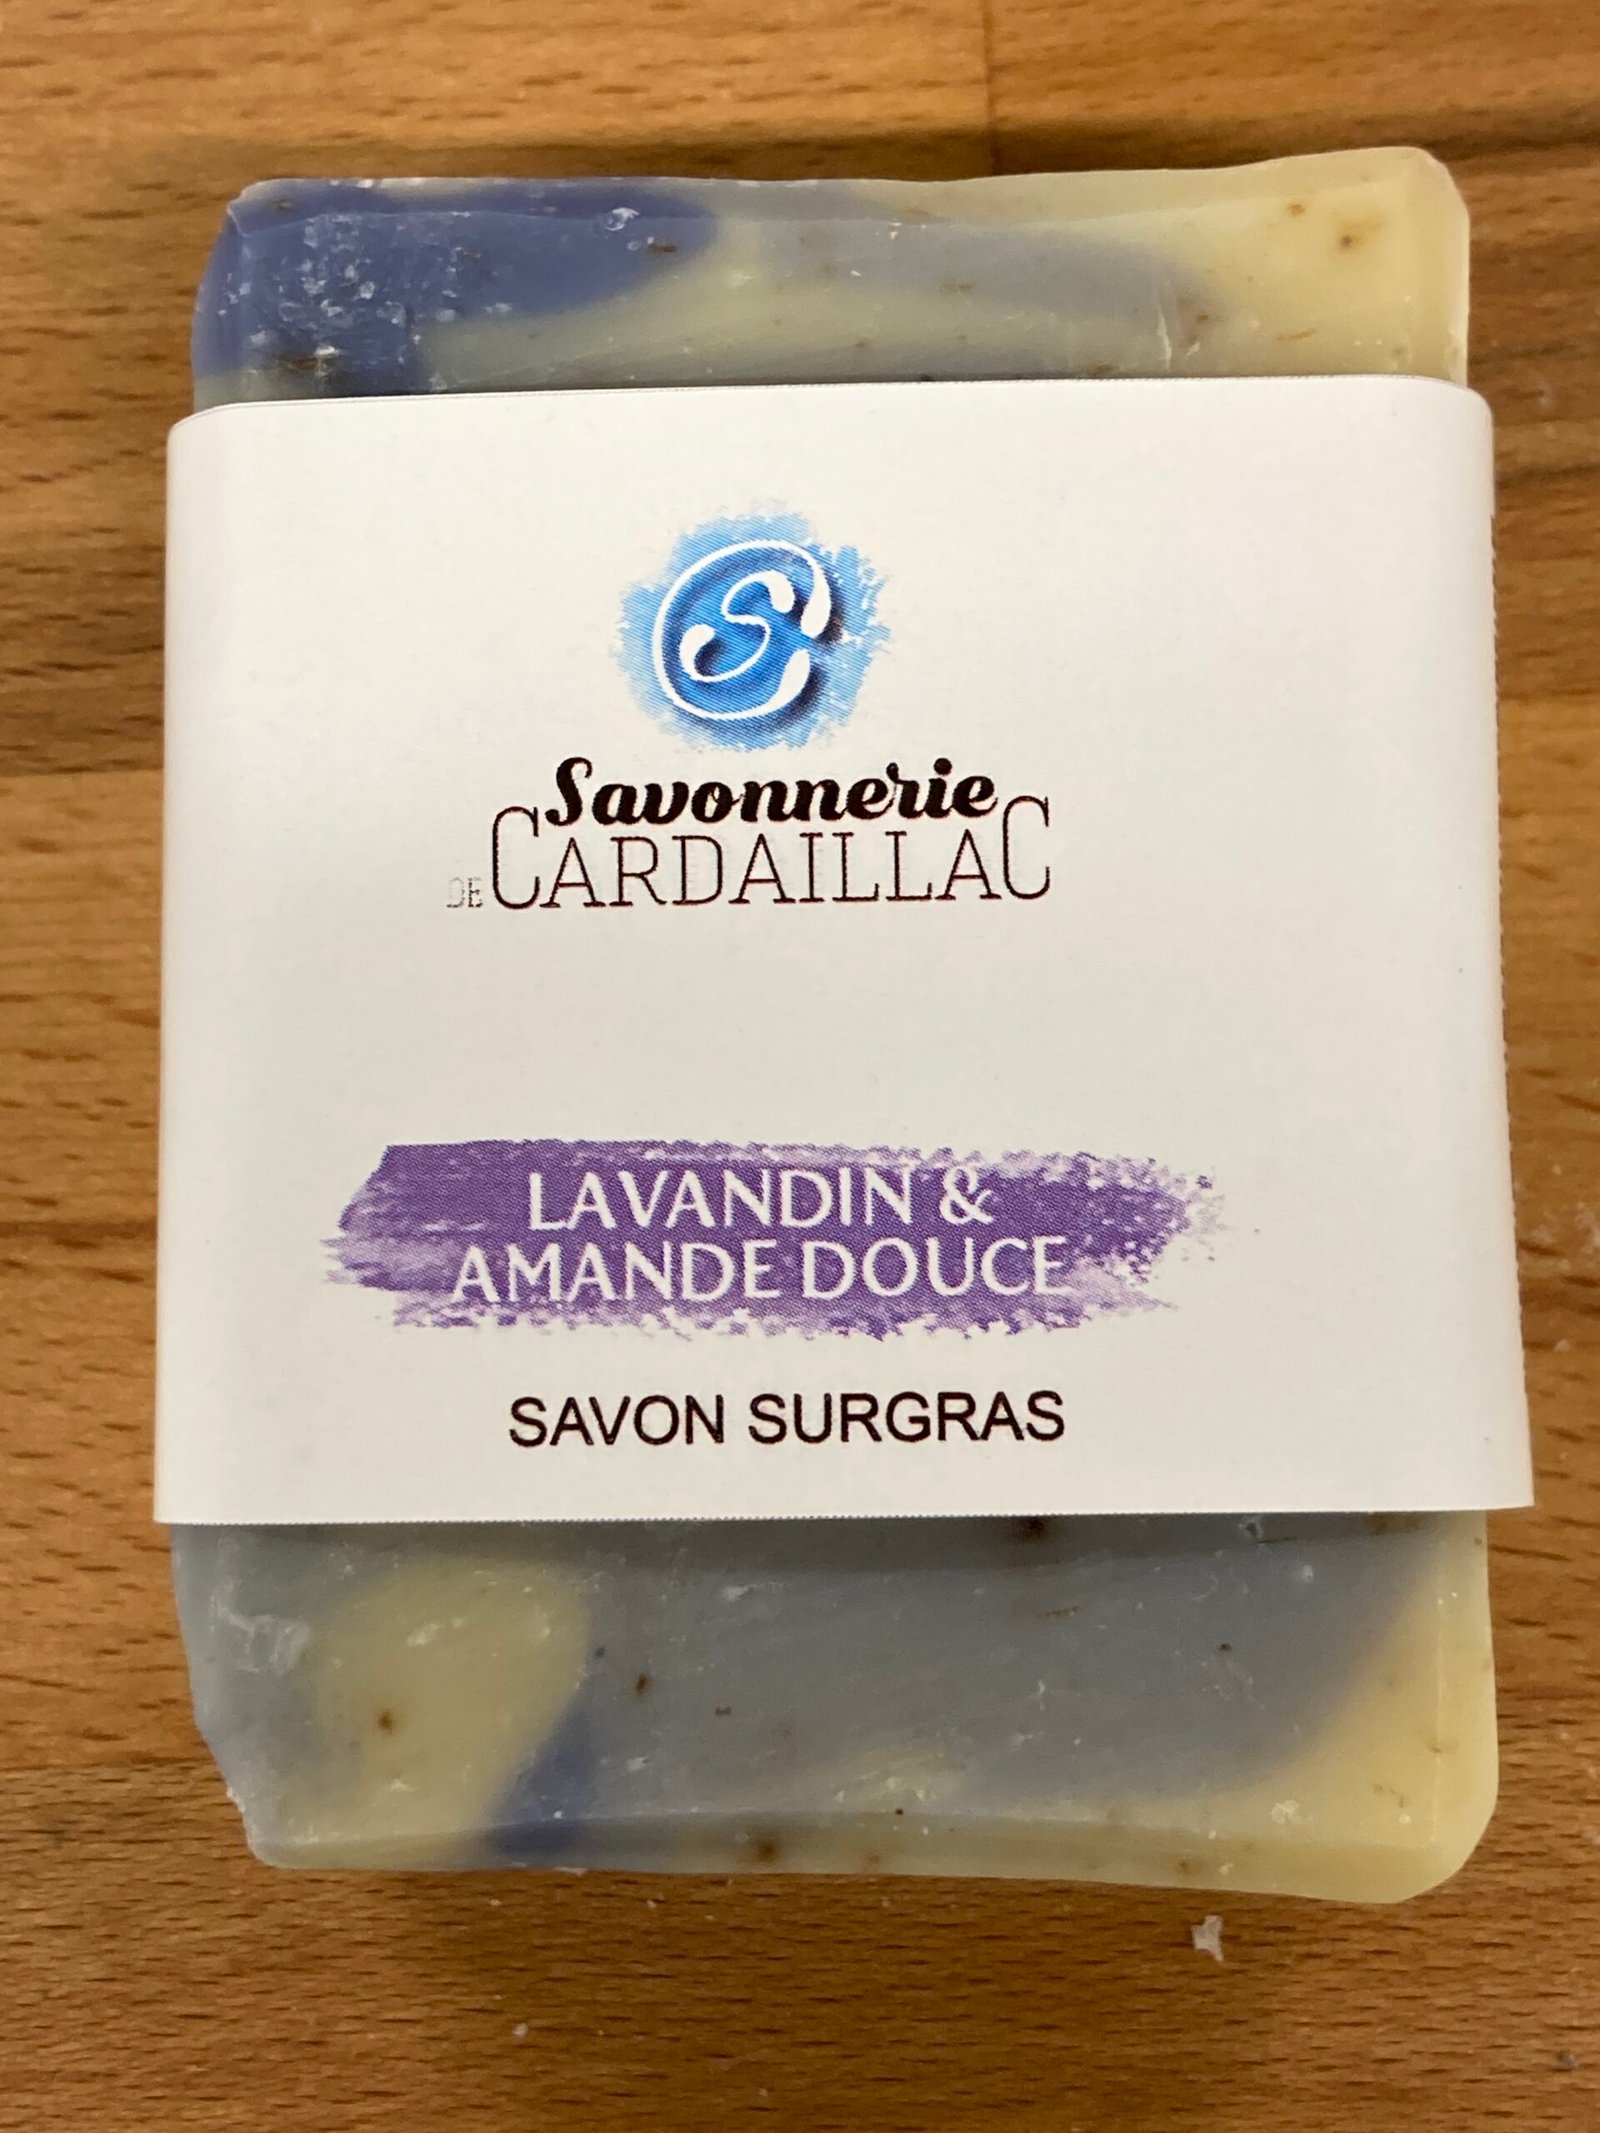 Savonnerie
DE CARDAILLAC
LAVANDIN &
AMANDE DOUCE
SAVON SURGRAS